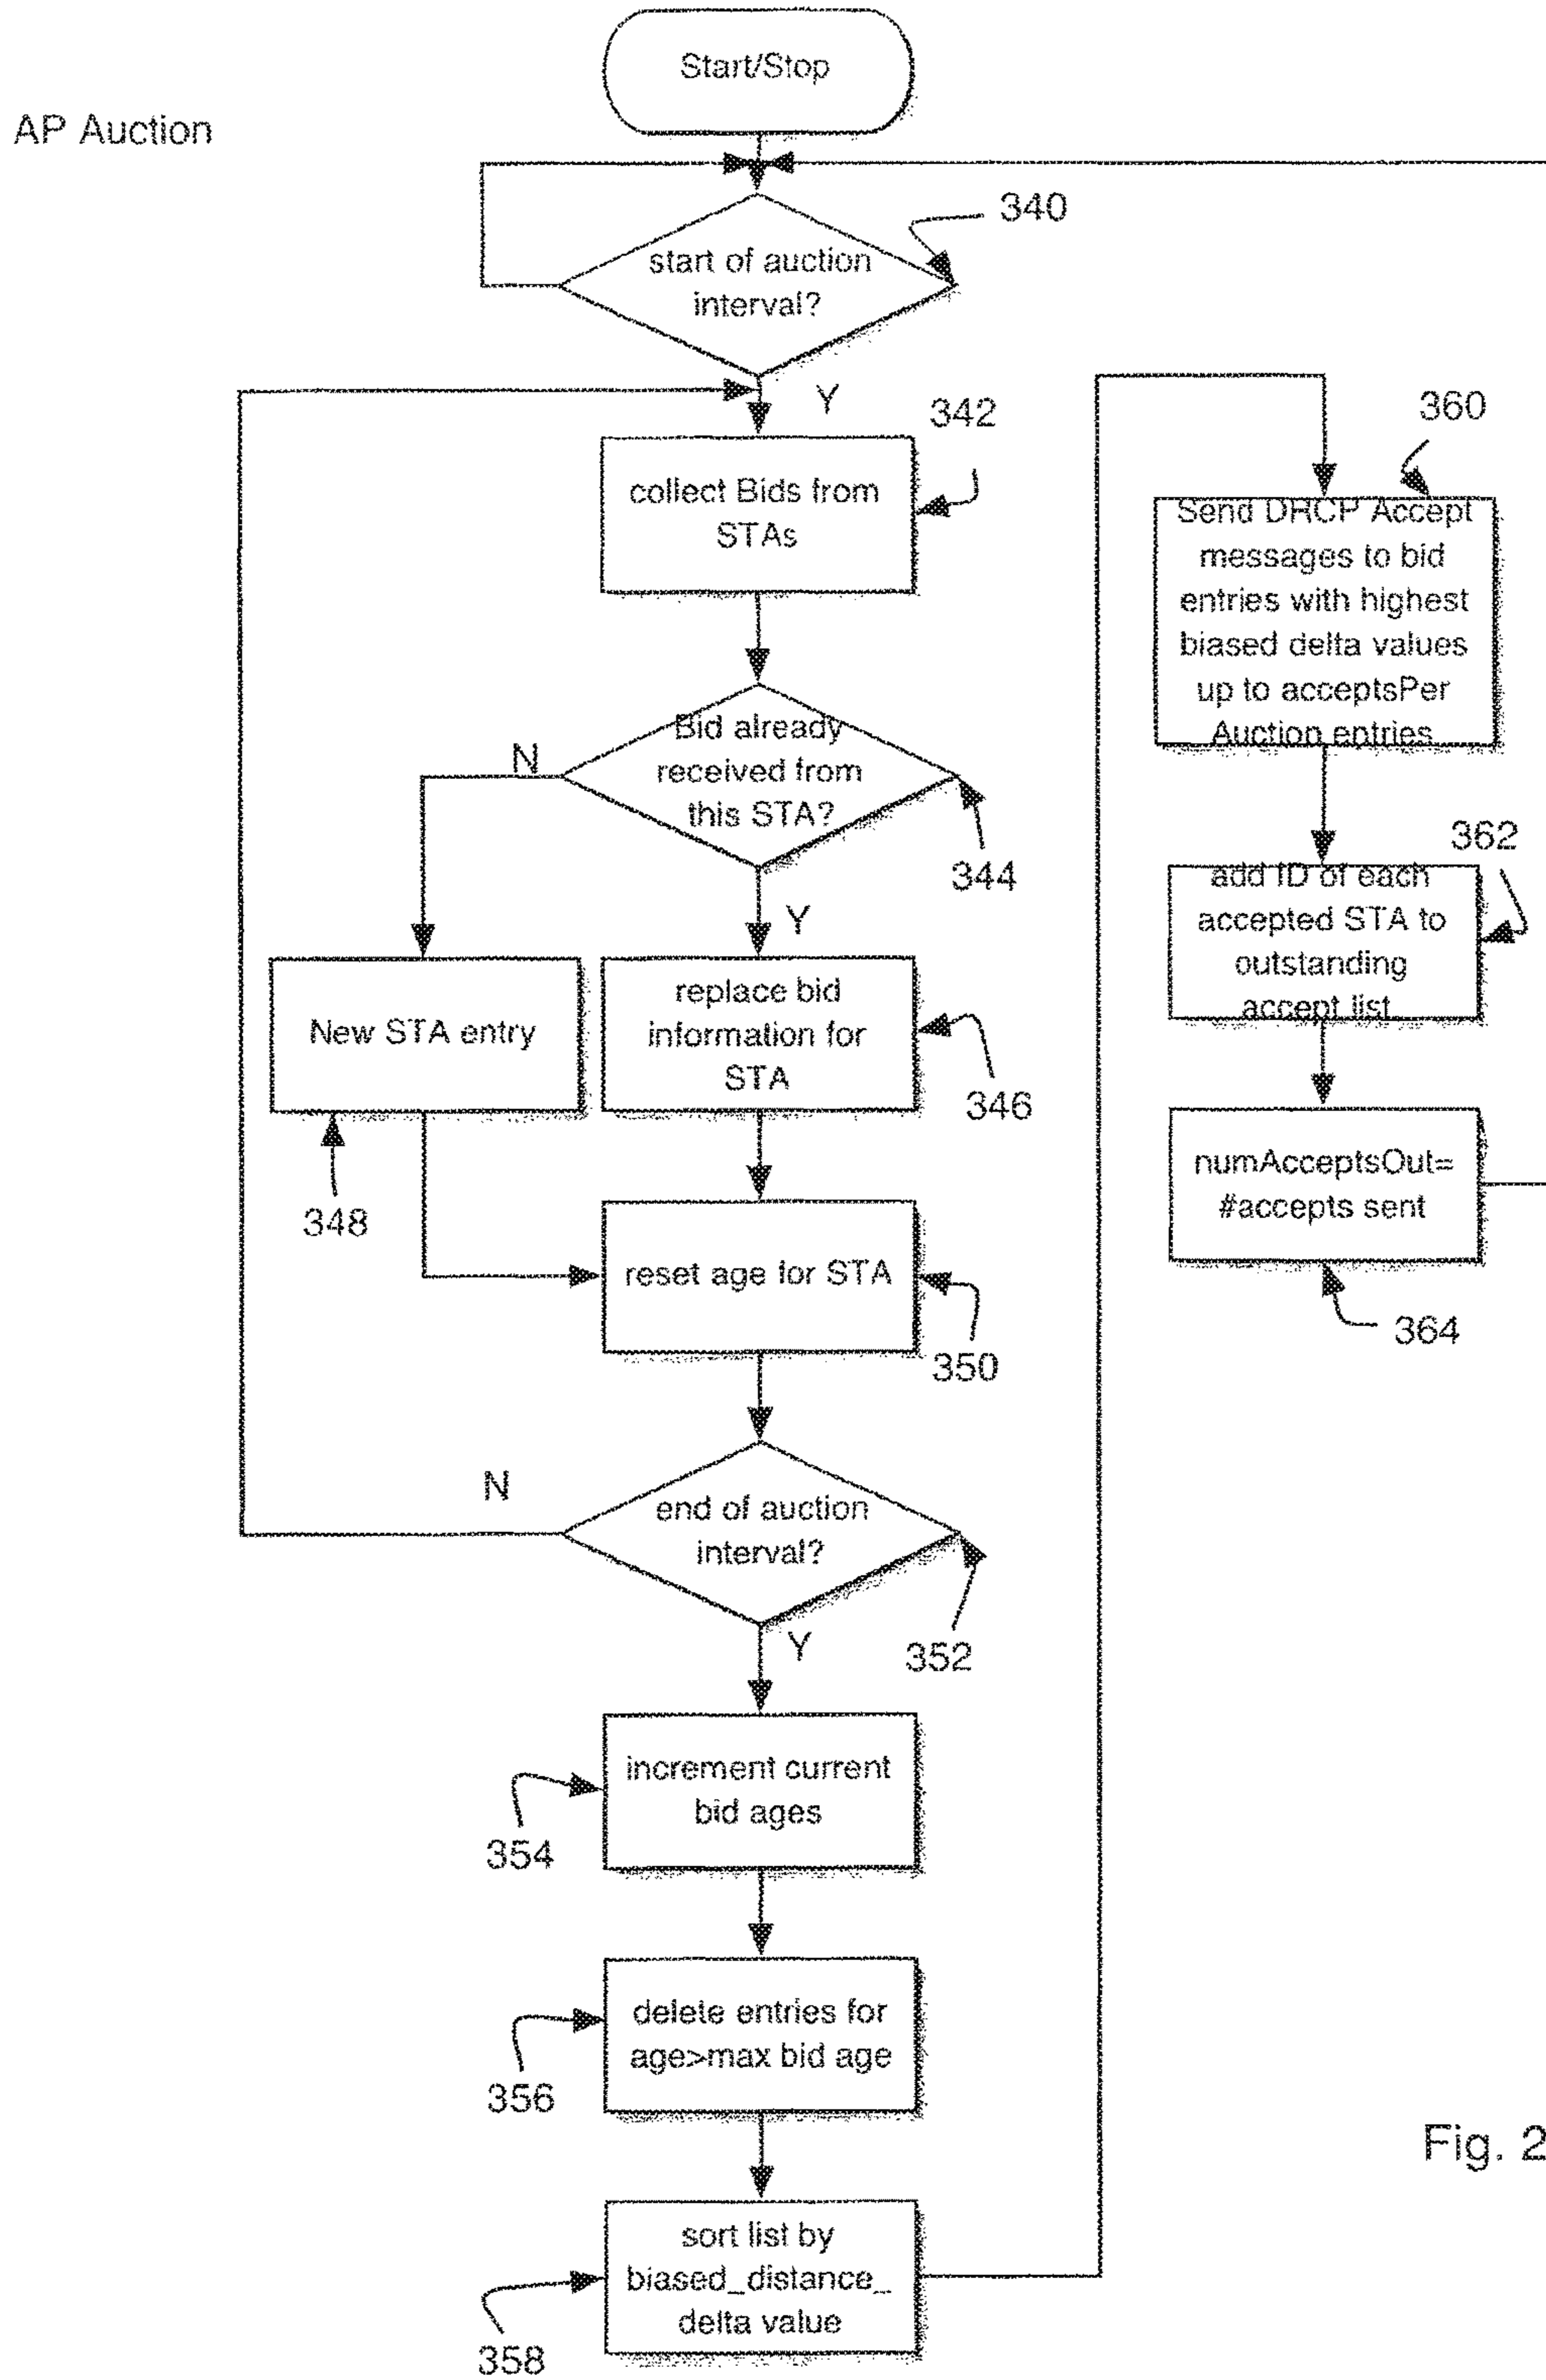 Start/Stop
AP Auction
340
start of auction
interval?
Y
342
collect Bids from
STAs
N
Bid already
received from
this STA?
344
Y
New STA entry
replace bid
information for
STA
346
348
reset age for STA
350
N
end of auction
interval?
352
Y
increment current
bid ages
354
delete entries for
age>max bid age
356
sort list by
biased_distance_
delta value
358
360
Send DRCP Accept
messages to bid
entries with highest
biased delta values
up to acceptsPer
Auction entries
362
add ID of each
accepted STA to
outstanding
accept list
numAcceptsOut=
#accepts sent
364
Fig. 2